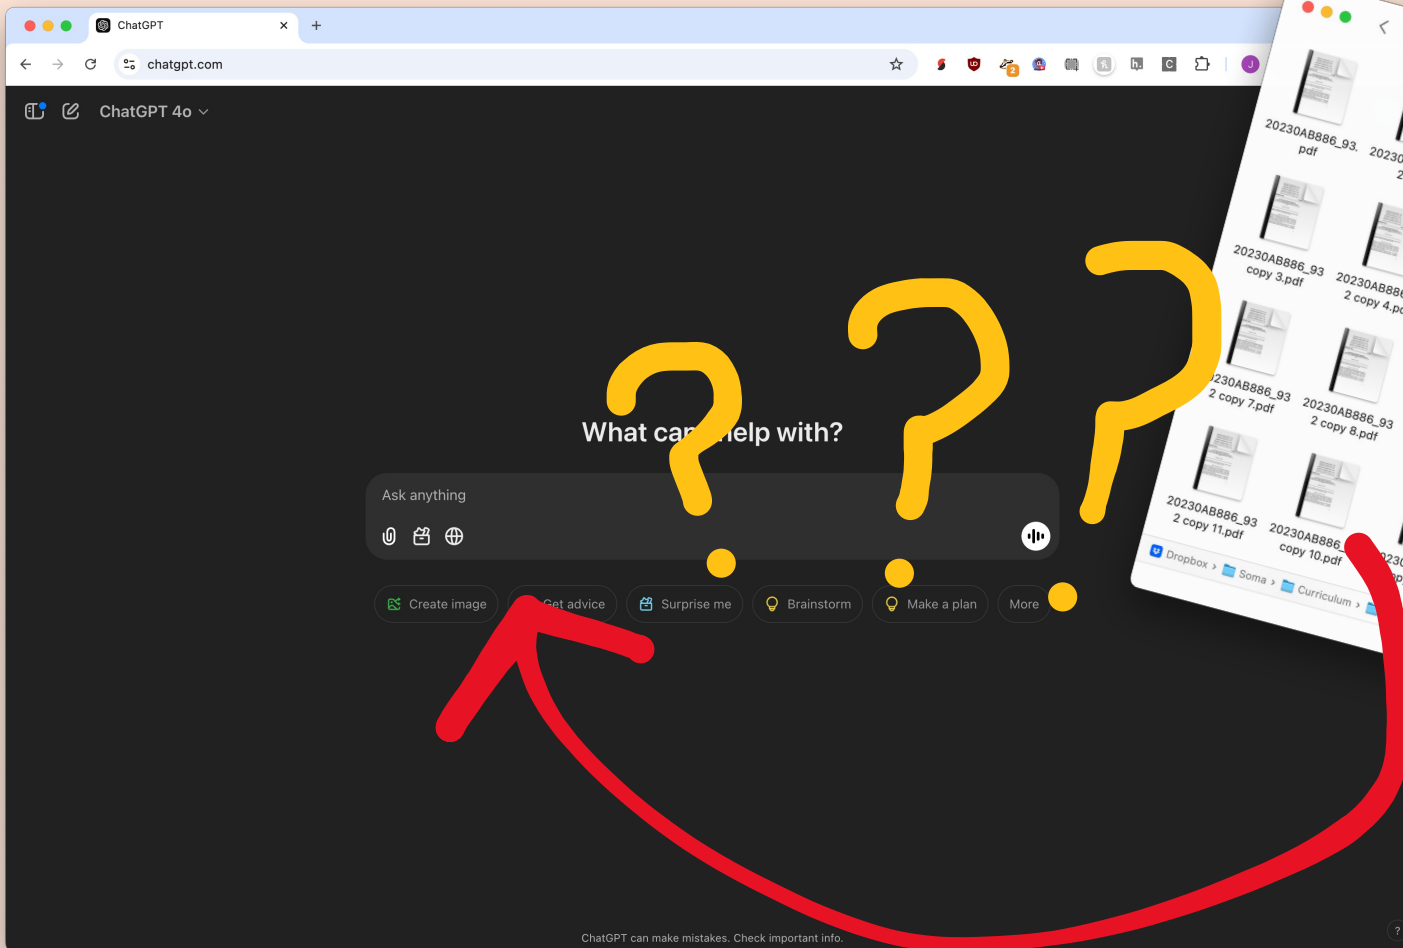 ChatGPT
chatgpt.com
2
C
J
ChatGPT 4o
What can help with?
Ask anything
Create image
Get advice
Surprise me
Brainstorm
Make a plan
More
ChatGPT can make mistakes. Check important info.
?
20230AB886_93.
pdf
20230AB886_93
copy 3.pdf
2 copy 4.
2 copy 7.pdf
20230AB886_93
2 copy 8.pdf
20230AB886_93
2 copy 11.pdf
20230AB886_
copy 10.pdf
Dropbox › Soma › Curriculum ›